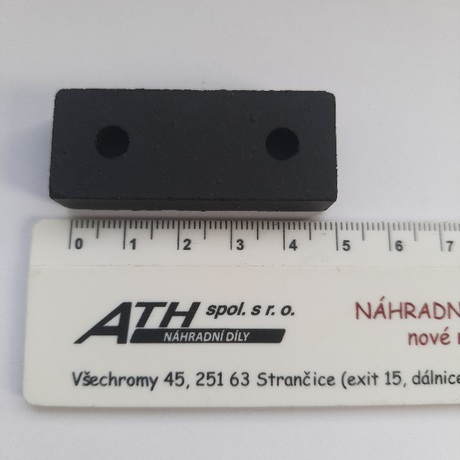 0 1 2 3 4 5 6 7
ATH spol. s r. o.
NÁHRADNÍ DÍLY
NÁHRADN
nové
Všechromy 45, 251 63 Strančice (exit 15, dálnice